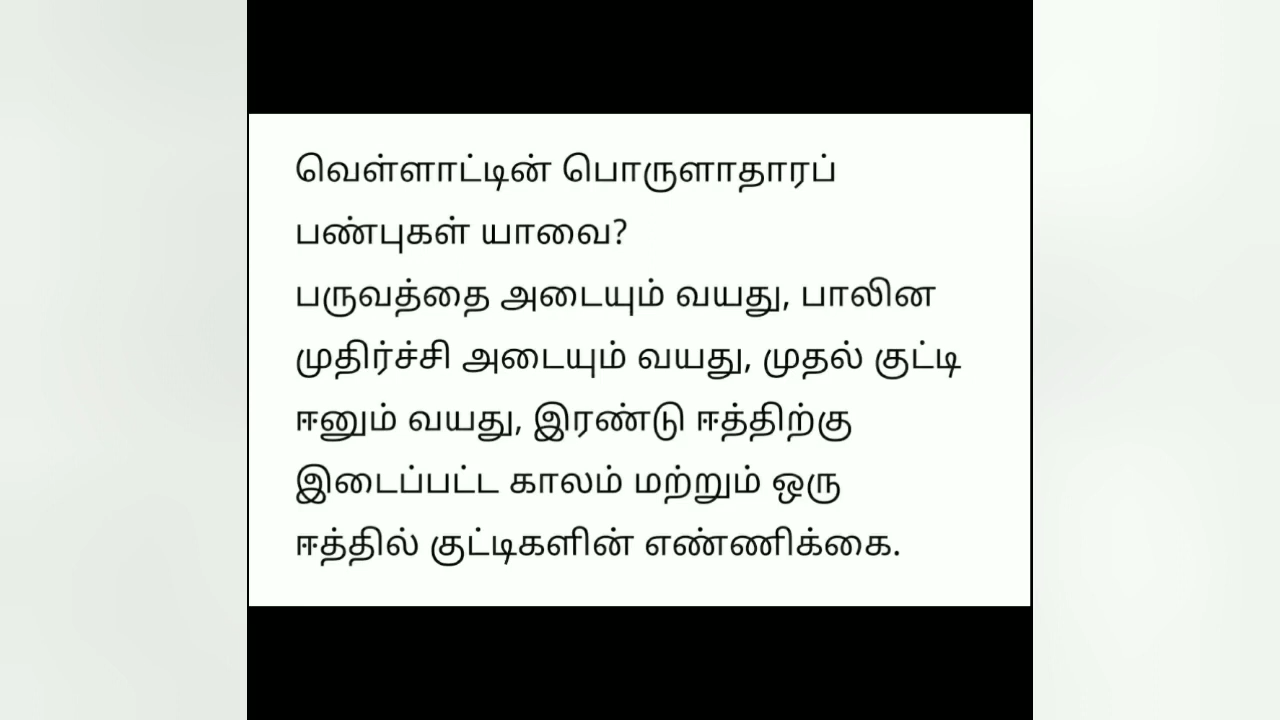 வெள்ளாட்டின் பொருளாதாரப்
பண்புகள் யாவை?
பருவத்தை அடையும் வயது, பாலின
முதிர்ச்சி அடையும் வயது, முதல் குட்டி
ஈனும் வயது, இரண்டு ஈத்திற்கு
இடைப்பட்ட காலம் மற்றும் ஒரு
ஈத்தில் குட்டிகளின் எண்ணிக்கை.